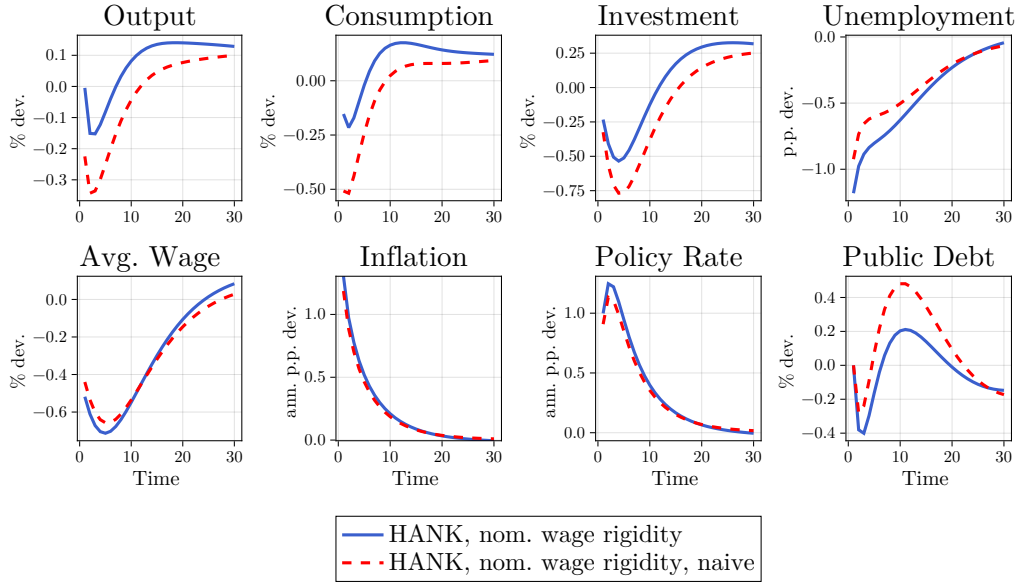 Output
% dev.
0.1
0.0
−0.1
−0.2
−0.3
0
10
20
30
Consumption
% dev.
0.00
−0.25
−0.50
0
10
20
30
Investment
% dev.
0.25
0.00
−0.25
−0.50
−0.75
0
10
20
30
Unemployment
p.p. dev.
0.0
−0.5
−1.0
0
10
20
30
Avg. Wage
% dev.
0.0
−0.2
−0.4
−0.6
0
10
20
30
Time
Inflation
ann. p.p. dev.
1.0
0.5
0.0
0
10
20
30
Time
Policy Rate
ann. p.p. dev.
1.0
0.5
0.0
0
10
20
30
Time
Public Debt
% dev.
0.4
0.2
0.0
−0.2
−0.4
0
10
20
30
Time
HANK, nom. wage rigidity
HANK, nom. wage rigidity, naive